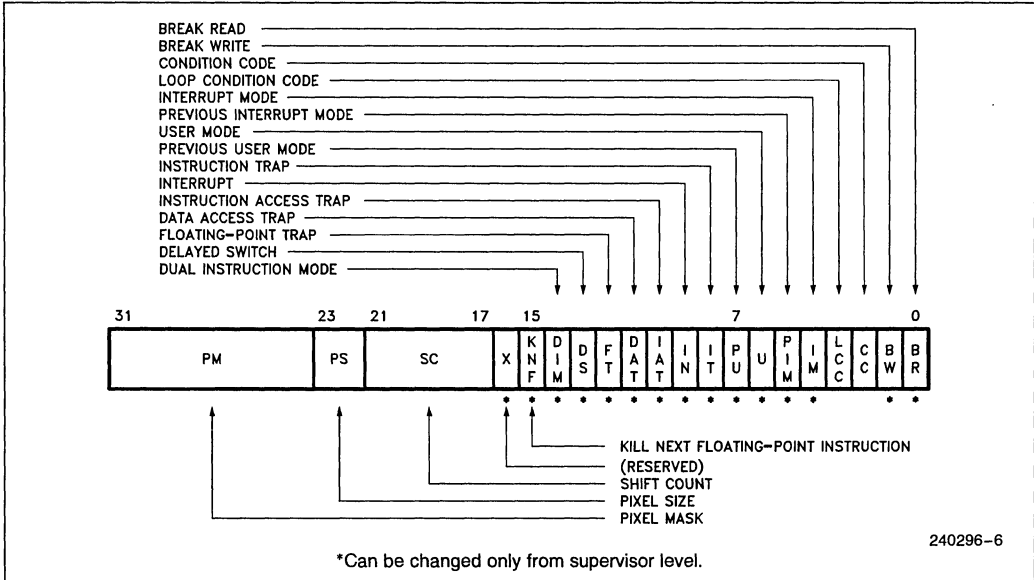 BREAK READ
BREAK WRITE
CONDITION CODE
LOOP CONDITION CODE
INTERRUPT MODE
PREVIOUS INTERRUPT MODE
USER MODE
PREVIOUS USER MODE
INSTRUCTION TRAP
INTERRUPT
INSTRUCTION ACCESS TRAP
DATA ACCESS TRAP
FLOATING-POINT TRAP
DELAYED SWITCH
DUAL INSTRUCTION MODE
31 23 21 17 15 7 0
PM PS SC X KNF DIM DS FT DAT IAT IN IT PU U PIM IM LCC CC BW BR
* * * * * * * * * * * * * *
KILL NEXT FLOATING-POINT INSTRUCTION
(RESERVED)
SHIFT COUNT
PIXEL SIZE
PIXEL MASK
240296-6
*Can be changed only from supervisor level.